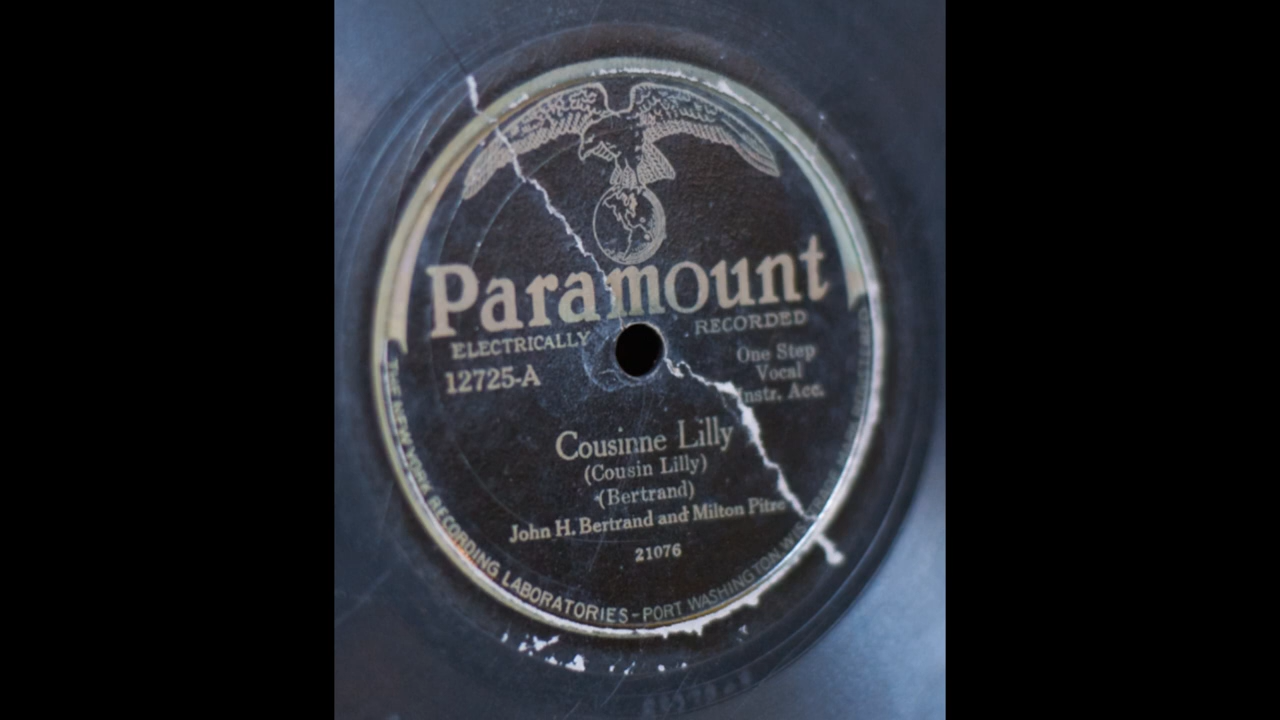 Paramount
ELECTRICALLY
RECORDED
12725-A
One Step
Vocal
Instr. Acc.
Cousinne Lilly
(Cousin Lilly)
(Bertrand)
John H. Bertrand and Milton Pitre
21076
THE NEW YORK RECORDING LABORATORIES - PORT WASHINGTON WIS.